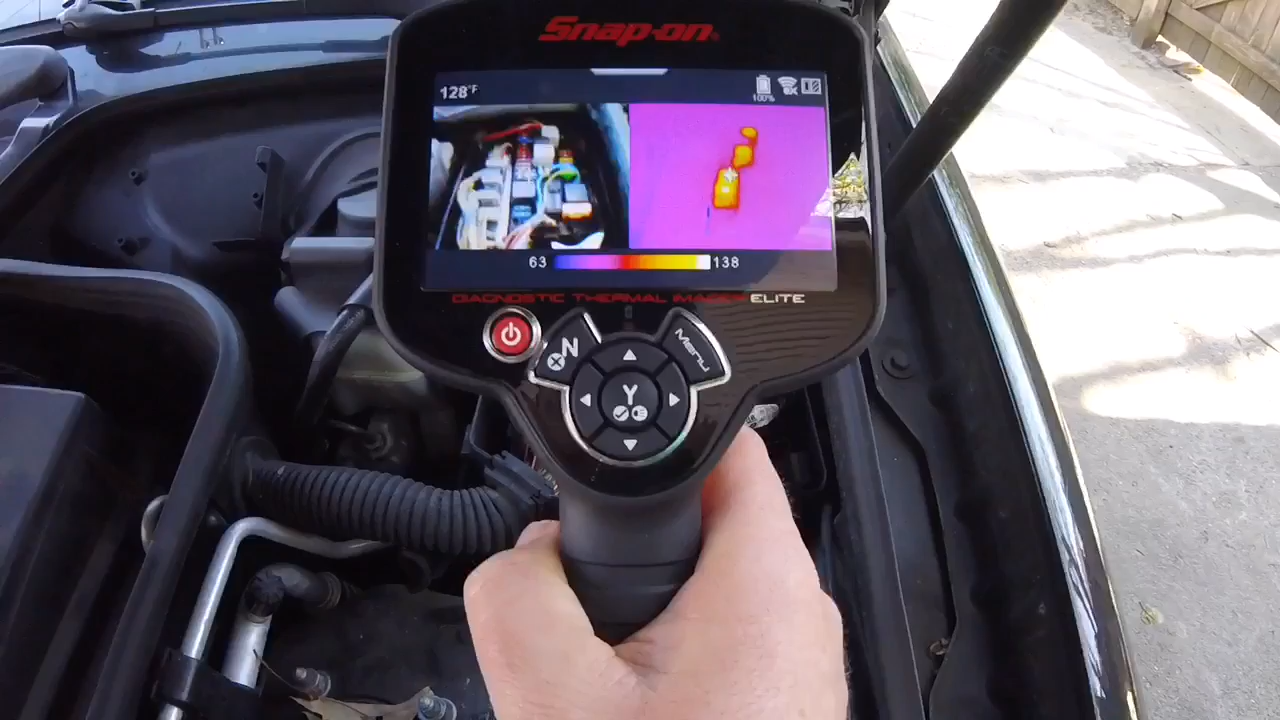 Snap-on
128°F
100%
63 138
DIAGNOSTIC THERMAL IMAGER ELITE
N
Menu
Y